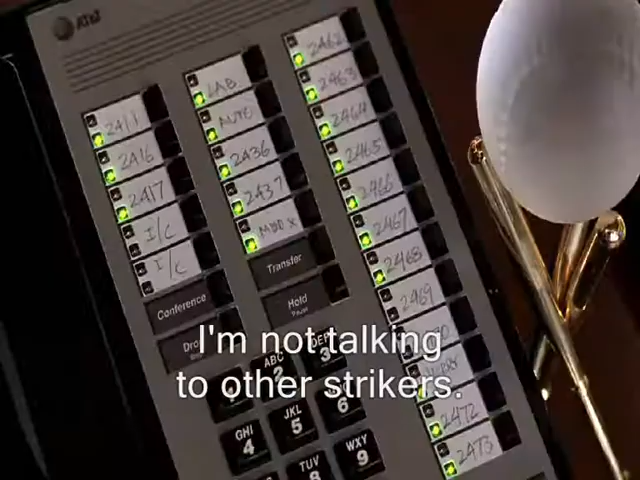 AT&T
2411
2416
2417
I/C
I/C
Conference
LAB
AUTO
2436
2437
MDD X
Transfer
Hold
2462
2463
2464
2465
2466
2467
2468
2469
2472
2473
ABC
2
3
GHI
4
JKL
5
6
TUV
8
WXY
9
I'm not talking
to other strikers.